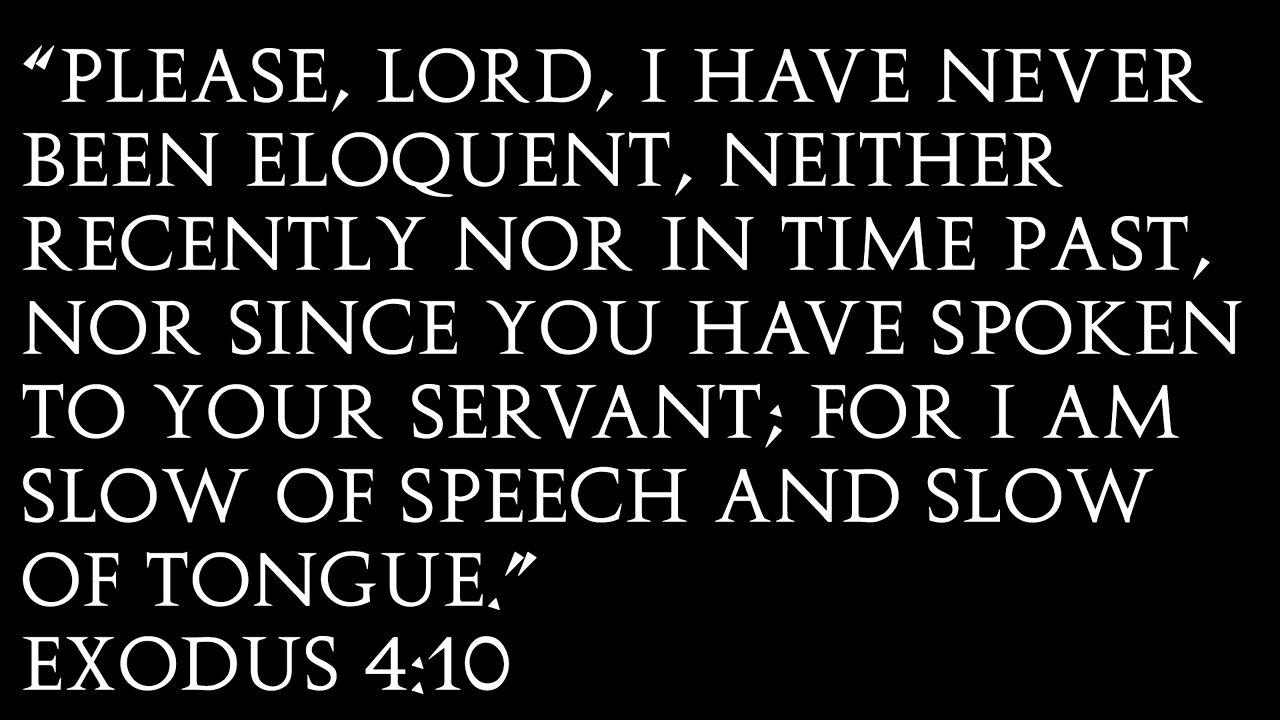 “PLEASE, LORD, I HAVE NEVER
BEEN ELOQUENT, NEITHER
RECENTLY NOR IN TIME PAST,
NOR SINCE YOU HAVE SPOKEN
TO YOUR SERVANT; FOR I AM
SLOW OF SPEECH AND SLOW
OF TONGUE.”
EXODUS 4:10